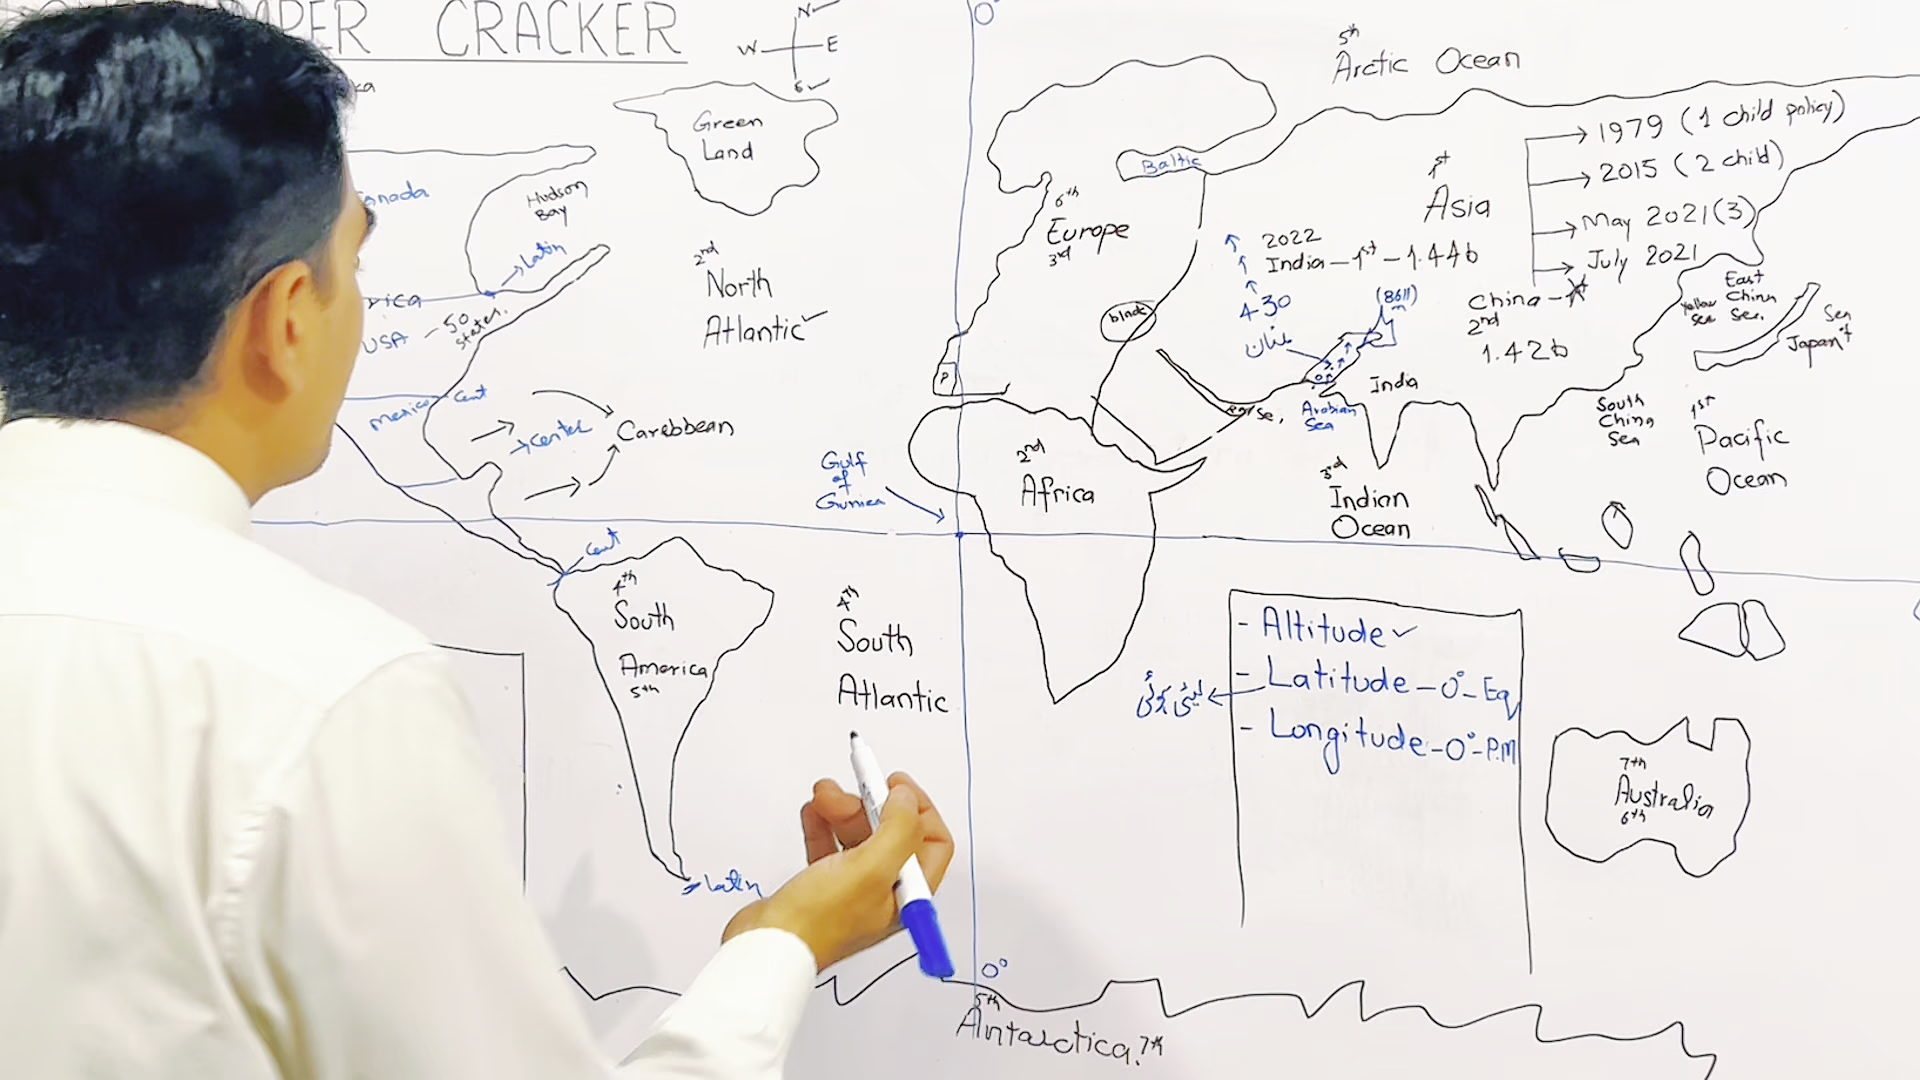 PER CRACKER
N
W E
S
0°
5th
Arctic Ocean
Green
Land
Hudson
Bay
Latin
USA - 50
states.
Mexico
Cent
→ Center
Carebbean
2nd
North
Atlantic
6th
Europe
3rd
Baltic
black
P
1st
Asia
1979 (1 child policy)
2015 (2 child)
May 2021 (3)
July 2021
2022
India - 1st - 1.44b
430
(8611)
m
China - 1st
2nd
1.42b
Yellow
Sea
East
China
Sea.
Sea
of
Japan
India
Arabian
Sea
South
China
Sea
1st
Pacific
Ocean
3rd
Indian
Ocean
2nd
Africa
Gulf
of
Guniea
Cent
4th
South
America
5th
Latin
4th
South
Atlantic
- Altitude
- Latitude - 0° - Eq
- Longitude - 0° - P.M
7th
Australia
6th
0°
5th
Antarctica. 7th